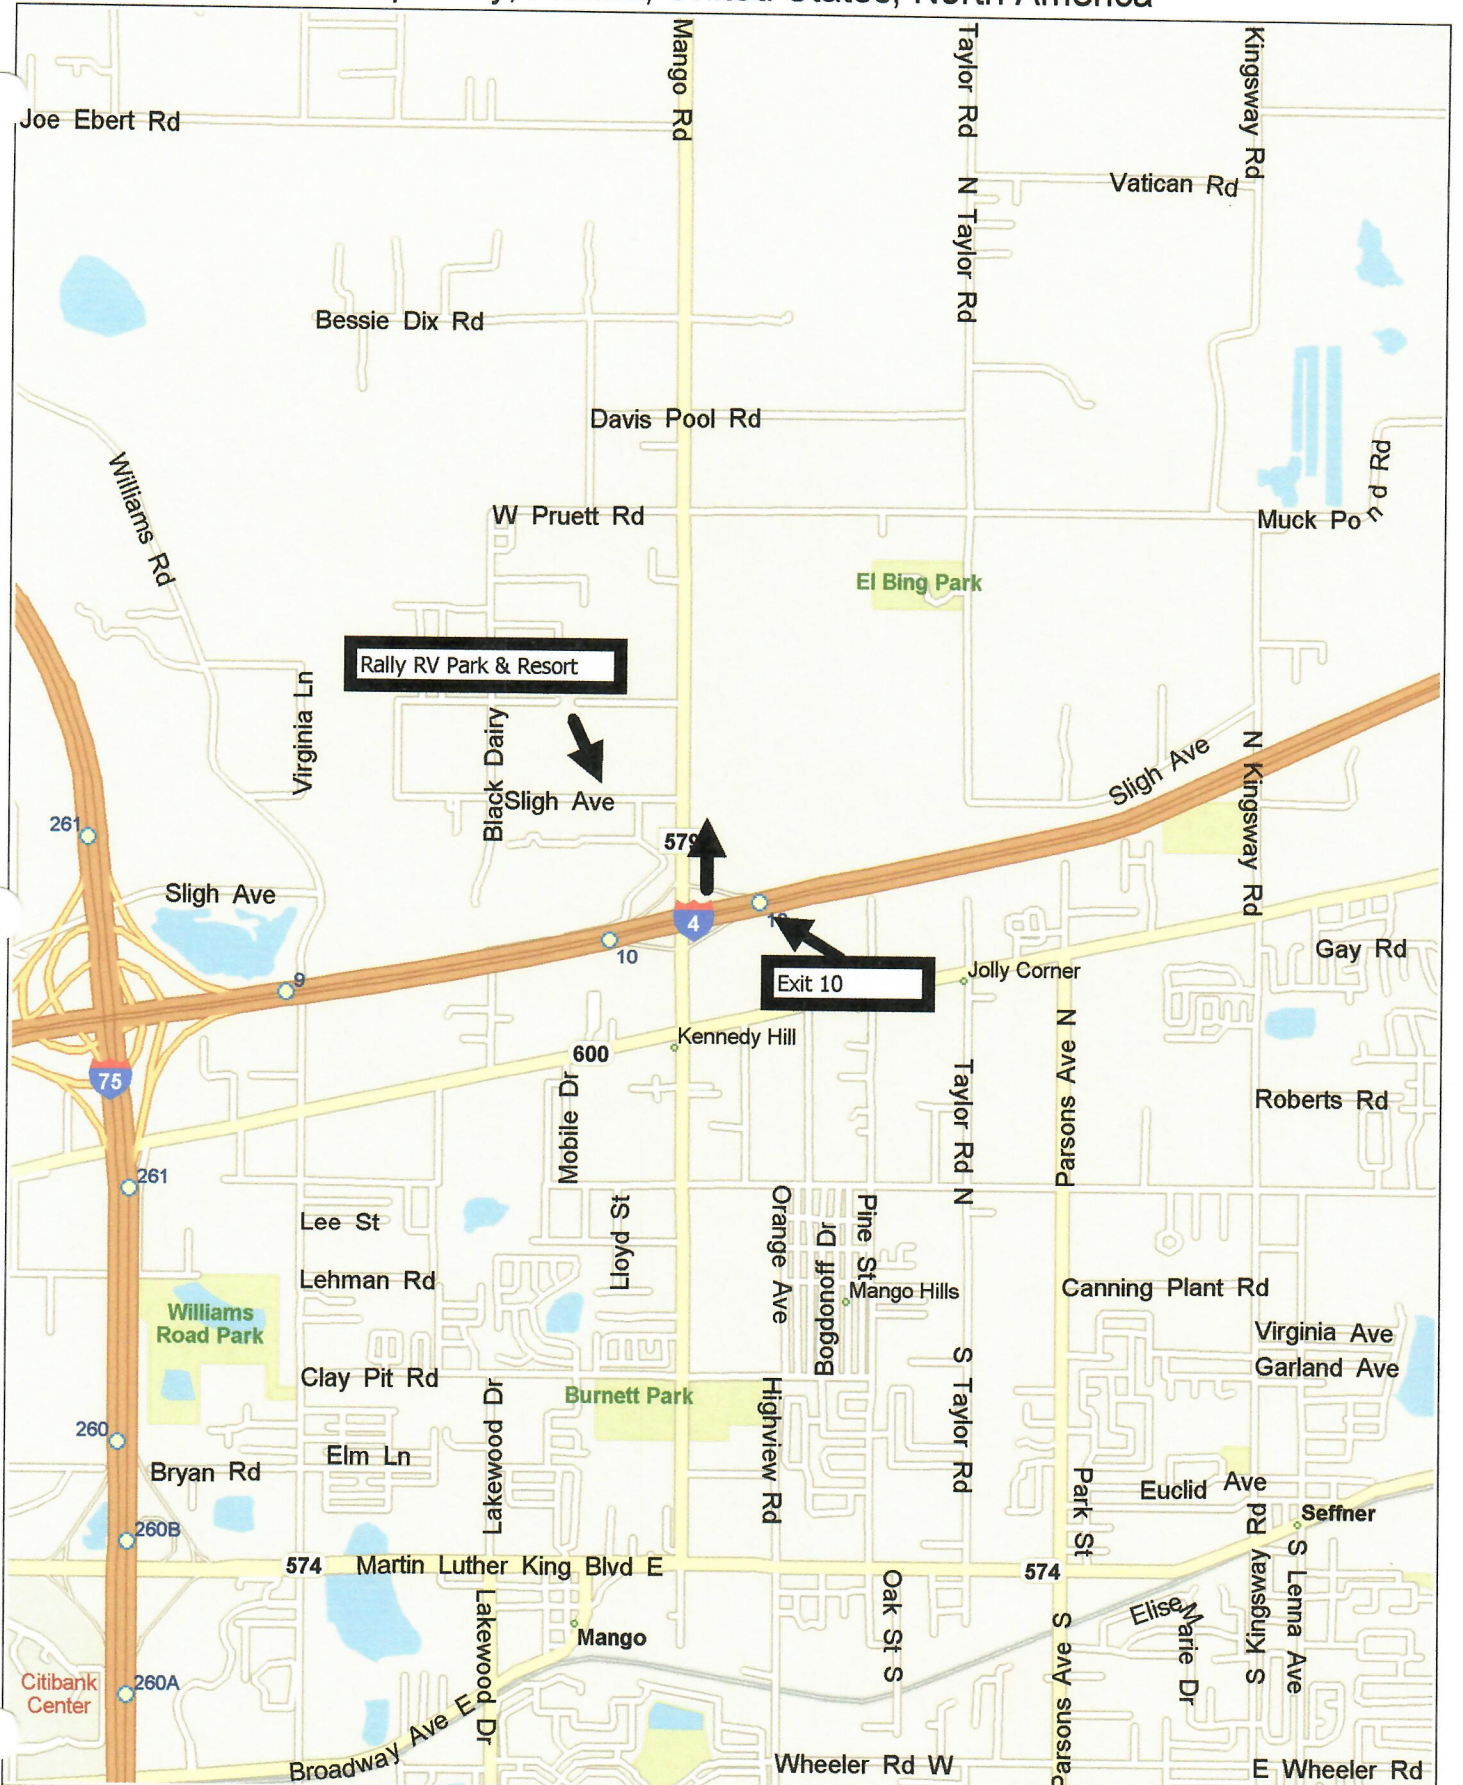 United States, North America
Mango Rd
Taylor Rd
Kingsway Rd
Joe Ebert Rd
Vatican Rd
N Taylor Rd
Bessie Dix Rd
Davis Pool Rd
Williams Rd
W Pruett Rd
Muck Po n d Rd
El Bing Park
Rally RV Park & Resort
Virginia Ln
Black Dairy
Sligh Ave
Sligh Ave
N Kingsway Rd
261
579
Sligh Ave
4
10
9
Exit 10
Jolly Corner
Gay Rd
Kennedy Hill
600
75
Mobile Dr
Taylor Rd N
Parsons Ave N
Roberts Rd
261
Lee St
Lloyd St
Orange Ave
Bogdonoff Dr
Pine St
Lehman Rd
Mango Hills
Canning Plant Rd
Williams
Road Park
Virginia Ave
Garland Ave
Clay Pit Rd
Burnett Park
Lakewood Dr
Highview Rd
S Taylor Rd
260
Elm Ln
Bryan Rd
Park St
Euclid Ave
Seffner
260B
574
Martin Luther King Blvd E
574
Lakewood Dr
Oak St S
Elise Marie Dr
S Kingsway Rd
S Lenna Ave
Mango
Citibank
Center
260A
Parsons Ave S
Broadway Ave E
Wheeler Rd W
E Wheeler Rd